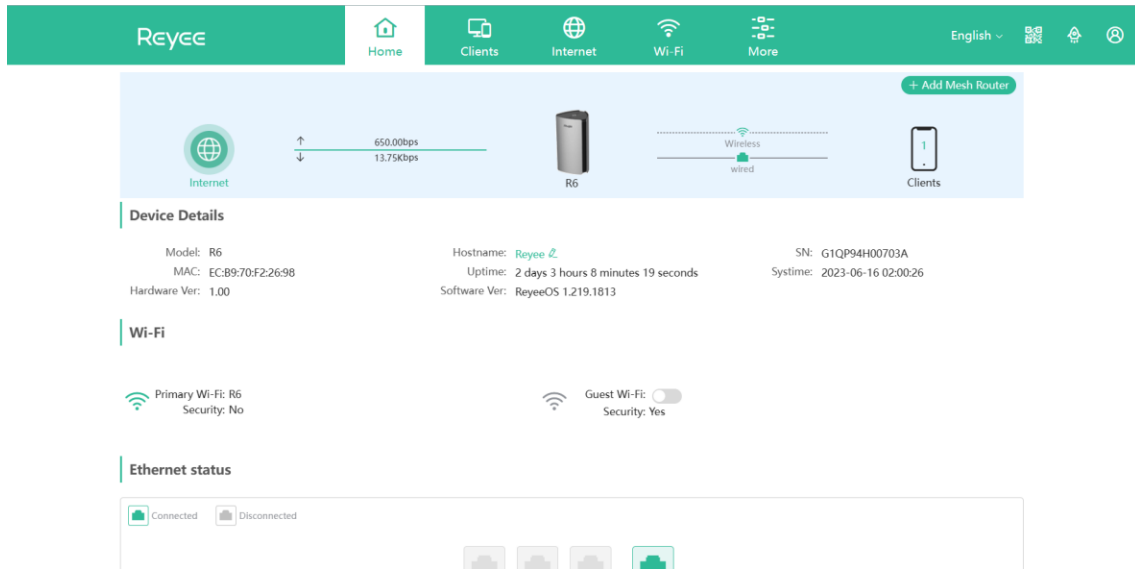 Reyee
Home
Clients
Internet
Wi-Fi
More
English
+ Add Mesh Router
650.00bps
13.75Kbps
Wireless
wired
1
Internet
R6
Clients
Device Details
Model: R6
Hostname: Reyee
SN: G1QP94H00703A
MAC: EC:B9:70:F2:26:98
Uptime: 2 days 3 hours 8 minutes 19 seconds
Systime: 2023-06-16 02:00:26
Hardware Ver: 1.00
Software Ver: ReyeeOS 1.219.1813
Wi-Fi
Primary Wi-Fi: R6
Security: No
Guest Wi-Fi:
Security: Yes
Ethernet status
Connected
Disconnected